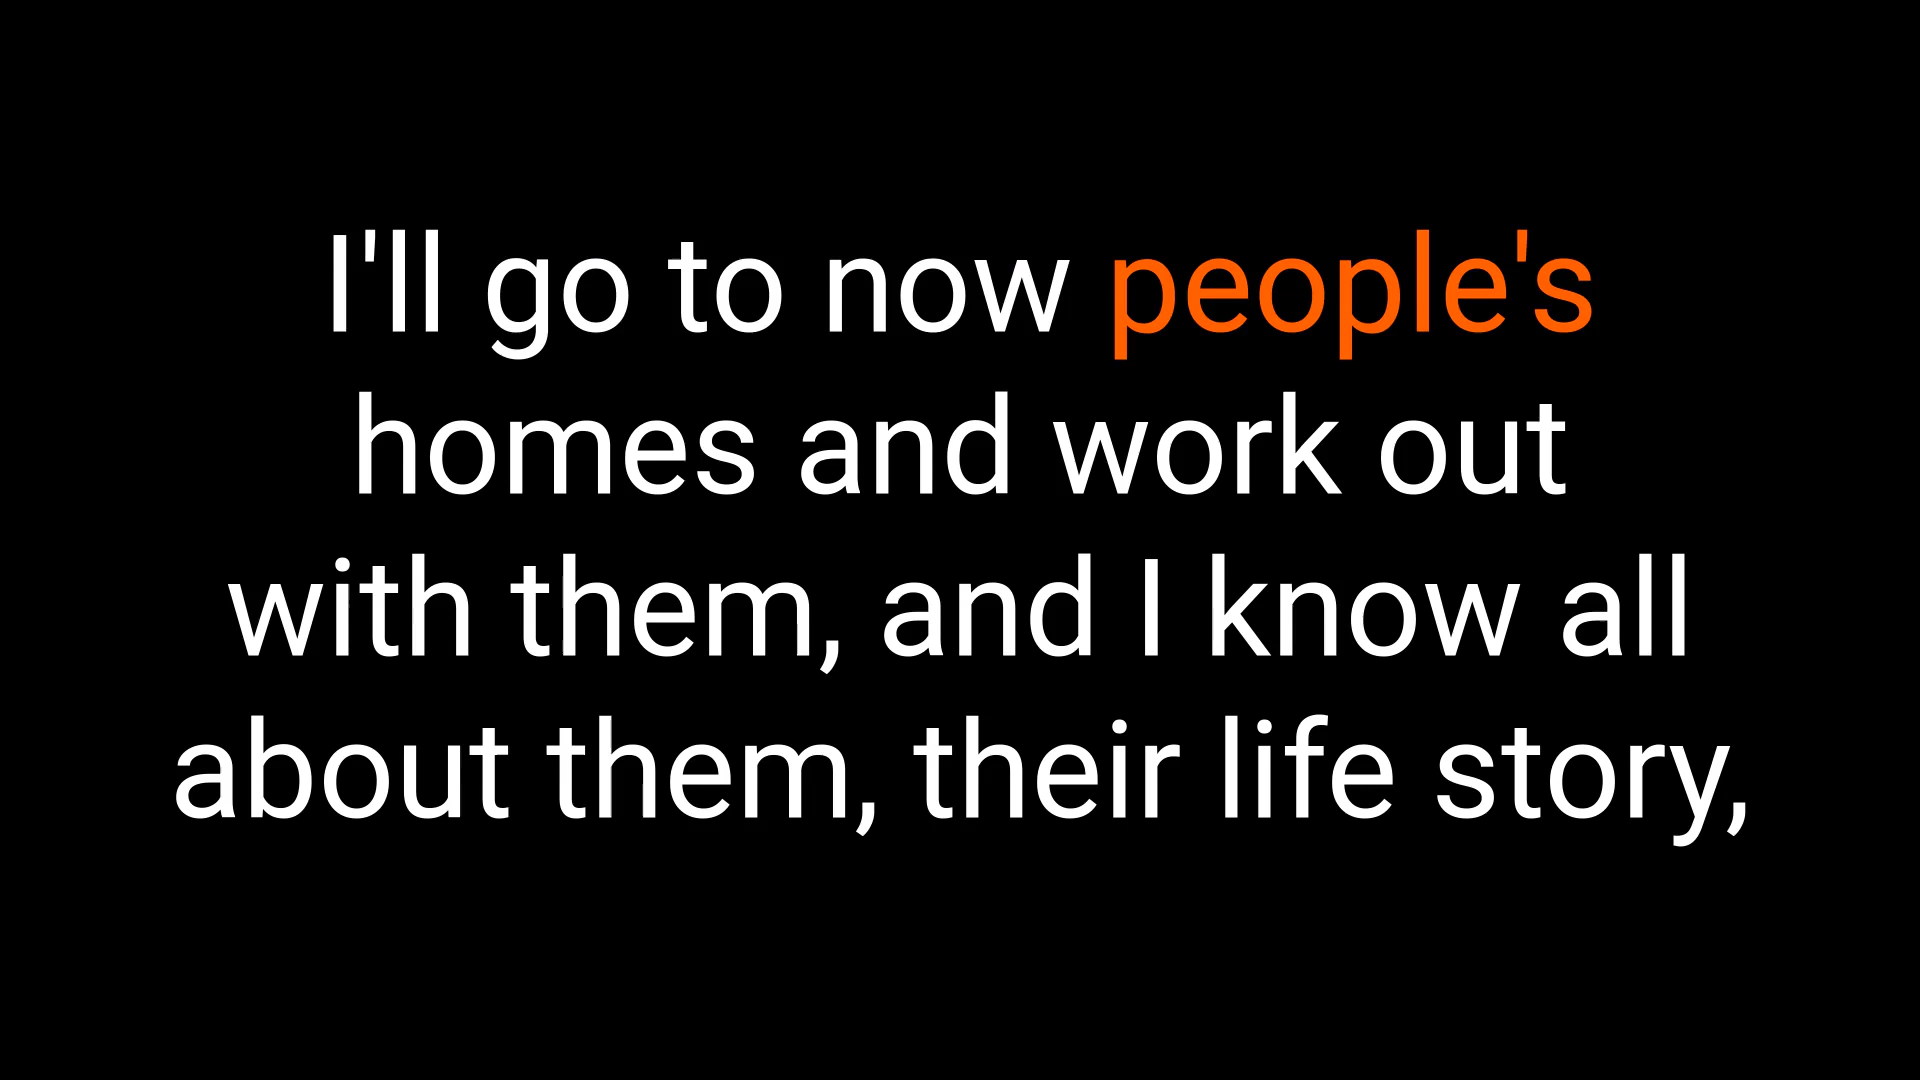 I'll go to now people's
homes and work out
with them, and I know all
about them, their life story,